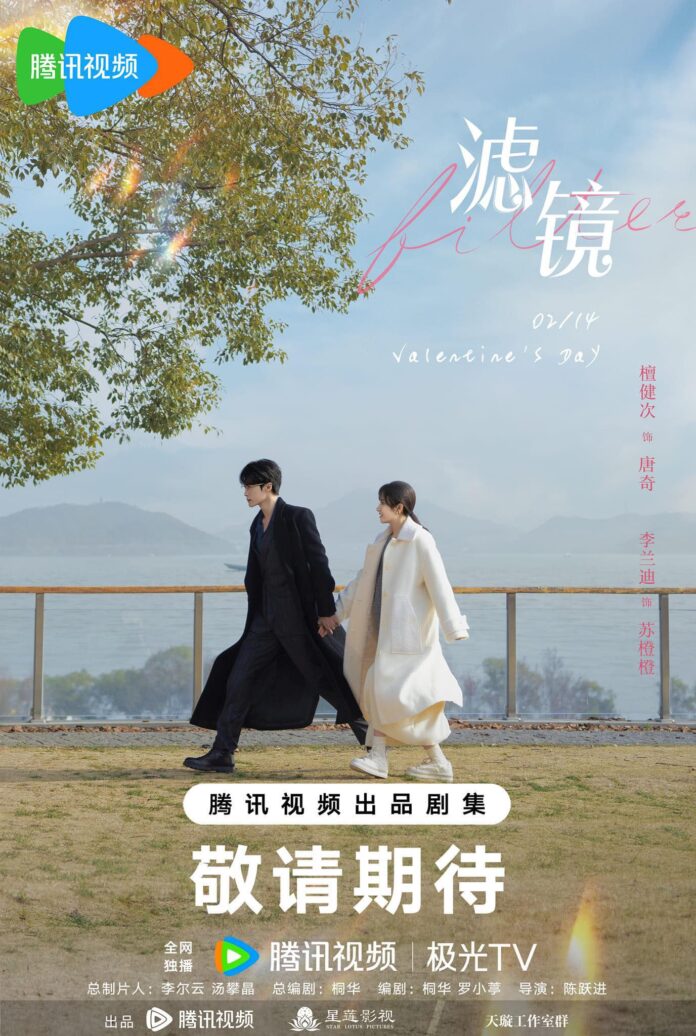 腾讯视频
滤镜
filter
02/14
Valentine's Day
檀健次 饰 唐奇
李兰迪 饰 苏橙橙
腾讯视频出品剧集
敬请期待
全网独播 腾讯视频 极光TV
总制片人：李尔云 汤攀晶 总编剧：桐华 编剧：桐华 罗小葶 导演：陈跃进
出品 腾讯视频 星莲影视 STAR LOTUS PICTURES 天璇工作室群